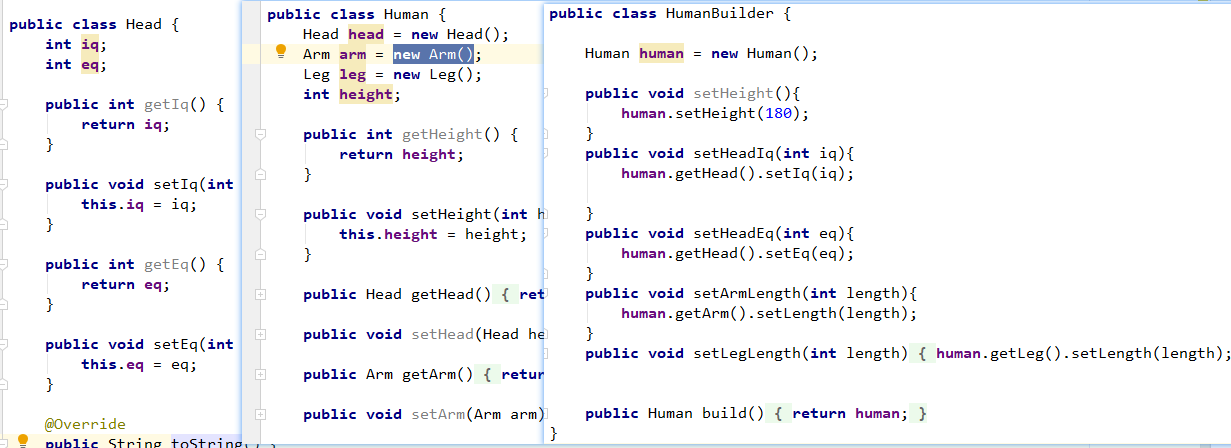 public class Head {
int iq;
int eq;
public int getIq() {
return iq;
}
public void setIq(int
this.iq = iq;
}
public int getEq() {
return eq;
}
public void setEq(int
this.eq = eq;
}
@Override
public String toString() {
public class Human {
Head head = new Head();
Arm arm = new Arm();
Leg leg = new Leg();
int height;
public int getHeight() {
return height;
}
public void setHeight(int h
this.height = height;
}
public Head getHead() { ret
public void setHead(Head he
public Arm getArm() { retur
public void setArm(Arm arm)
public class HumanBuilder {
Human human = new Human();
public void setHeight(){
human.setHeight(180);
}
public void setHeadIq(int iq){
human.getHead().setIq(iq);
}
public void setHeadEq(int eq){
human.getHead().setEq(eq);
}
public void setArmLength(int length){
human.getArm().setLength(length);
}
public void setLegLength(int length) { human.getLeg().setLength(length);
public Human build() { return human; }
}